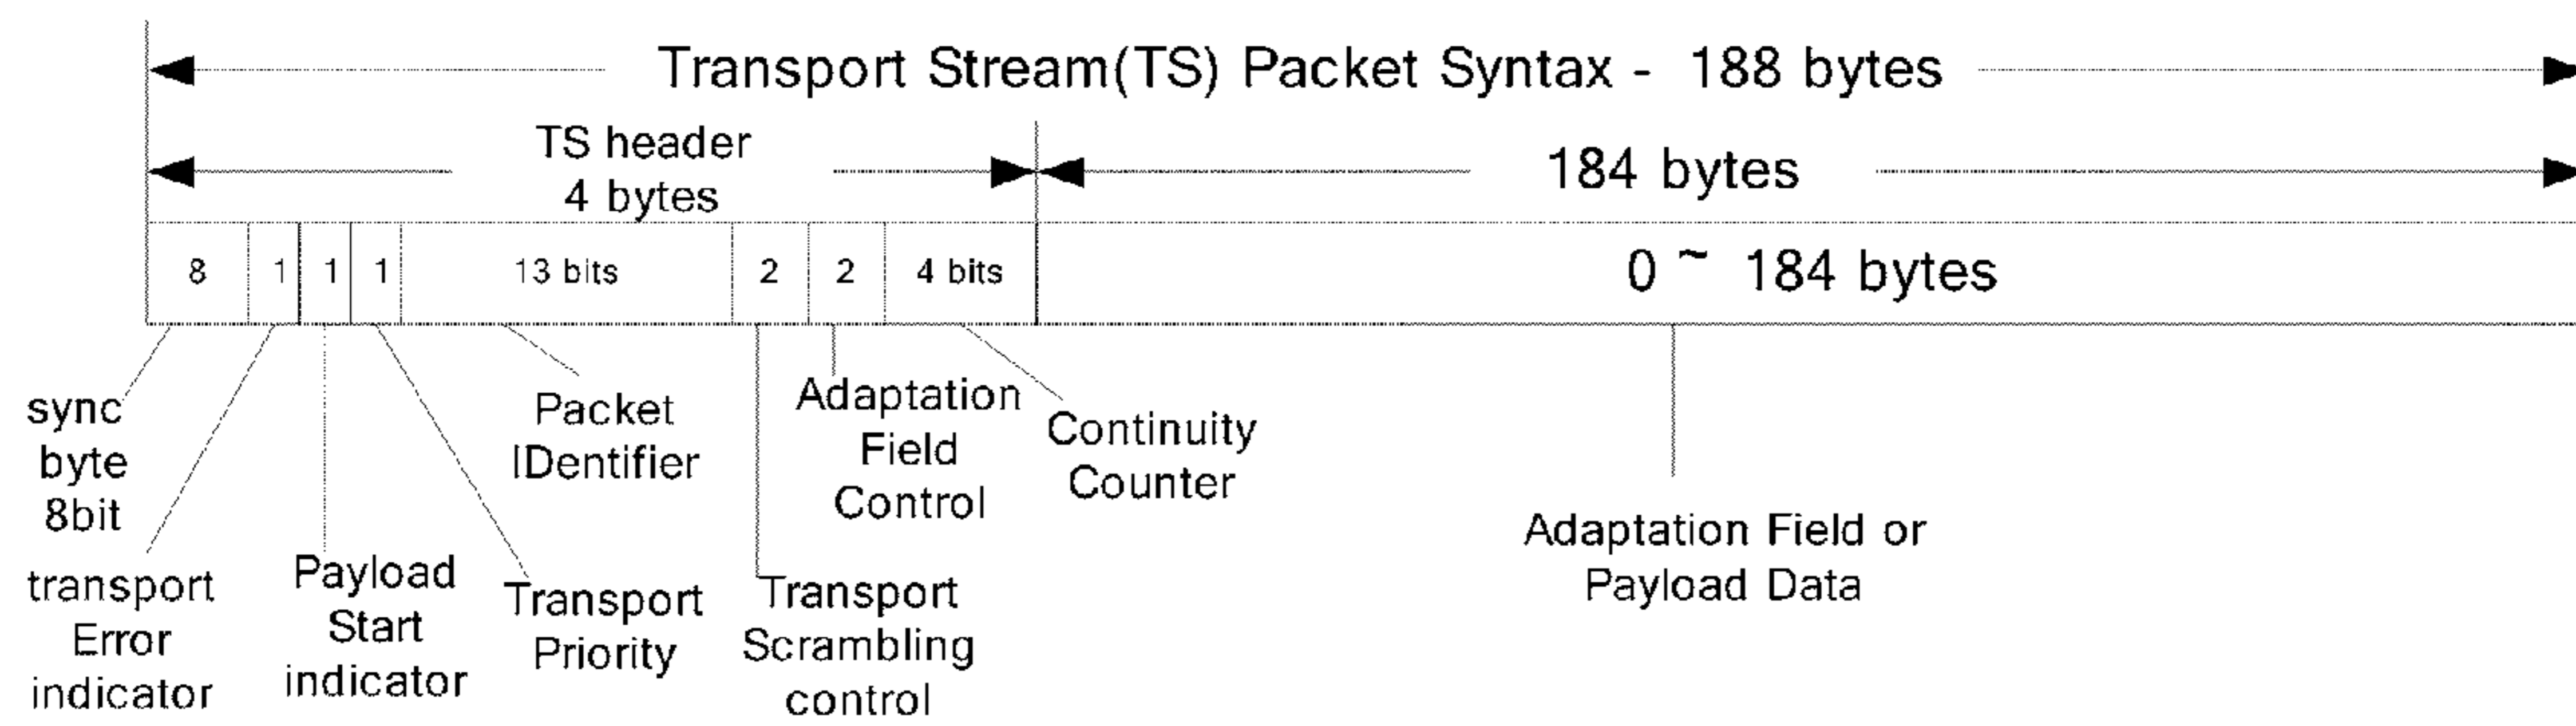 Transport Stream(TS) Packet Syntax - 188 bytes
TS header
4 bytes
184 bytes
8 1 1 1 13 bits 2 2 4 bits 0 ~ 184 bytes
sync
byte
8bit
transport
Error
indicator
Payload
Start
indicator
Transport
Priority
Packet
IDentifier
Transport
Scrambling
control
Adaptation
Field
Control
Continuity
Counter
Adaptation Field or
Payload Data